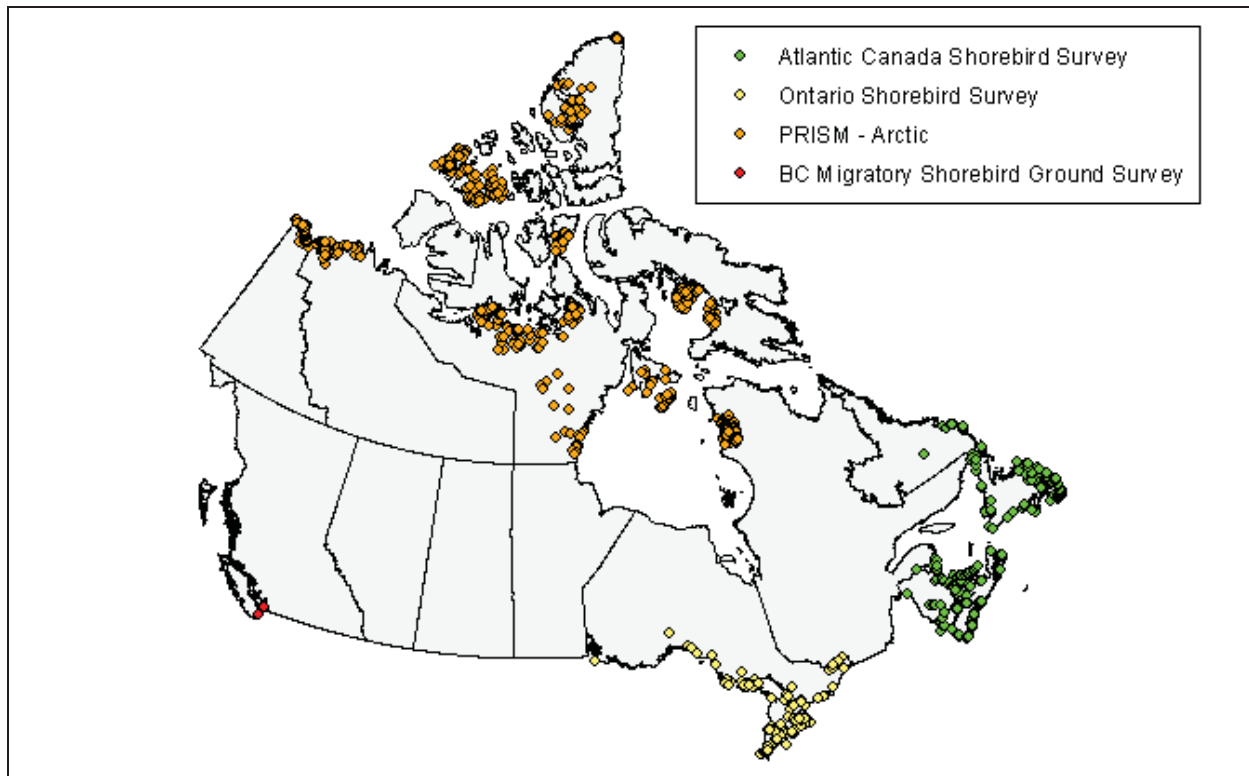 Atlantic Canada Shorebird Survey
Ontario Shorebird Survey
PRISM - Arctic
BC Migratory Shorebird Ground Survey